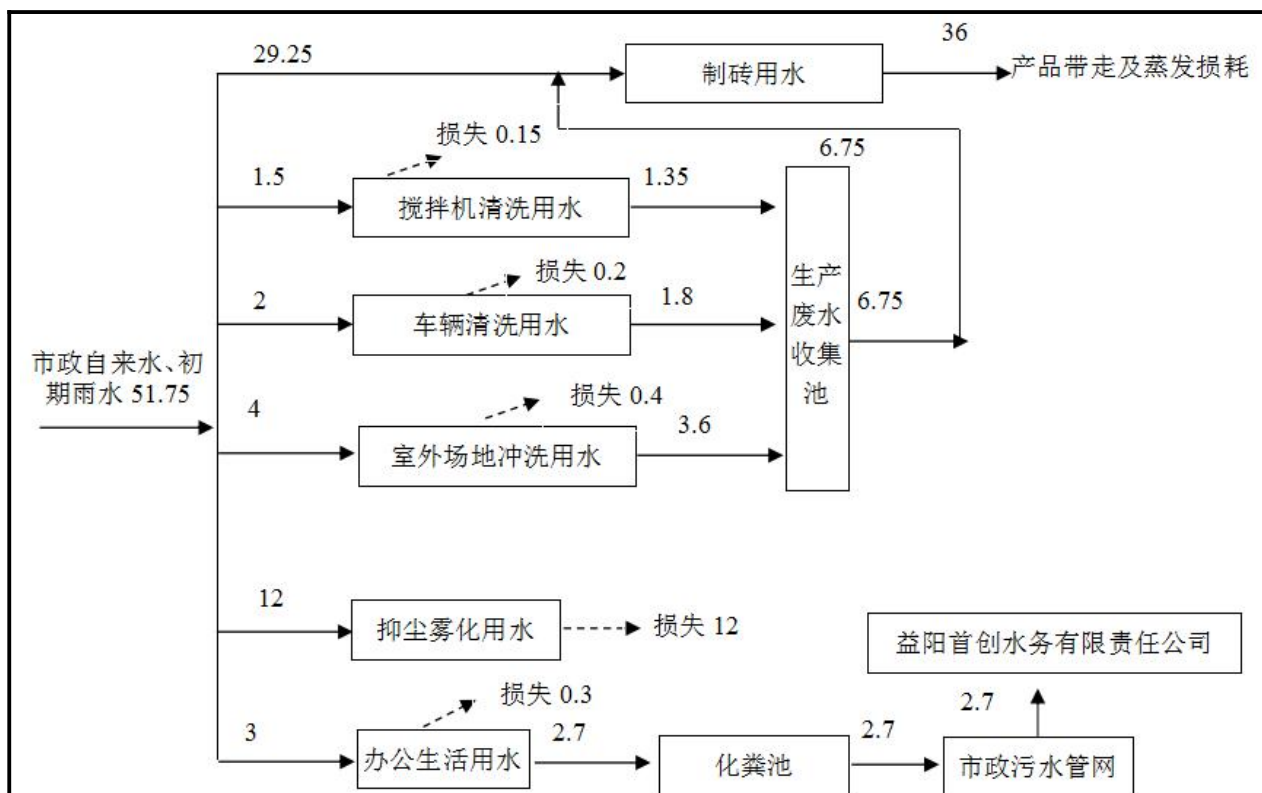 36
29.25
制砖用水
产品带走及蒸发损耗
损失 0.15
6.75
1.5
搅拌机清洗用水
1.35
损失 0.2
2
车辆清洗用水
1.8
生产
废水
收集
池
6.75
市政自来水、初
期雨水 51.75
损失 0.4
4
室外场地冲洗用水
3.6
12
抑尘雾化用水
损失 12
益阳首创水务有限责任公司
损失 0.3
3
办公生活用水
2.7
化粪池
2.7
2.7
市政污水管网